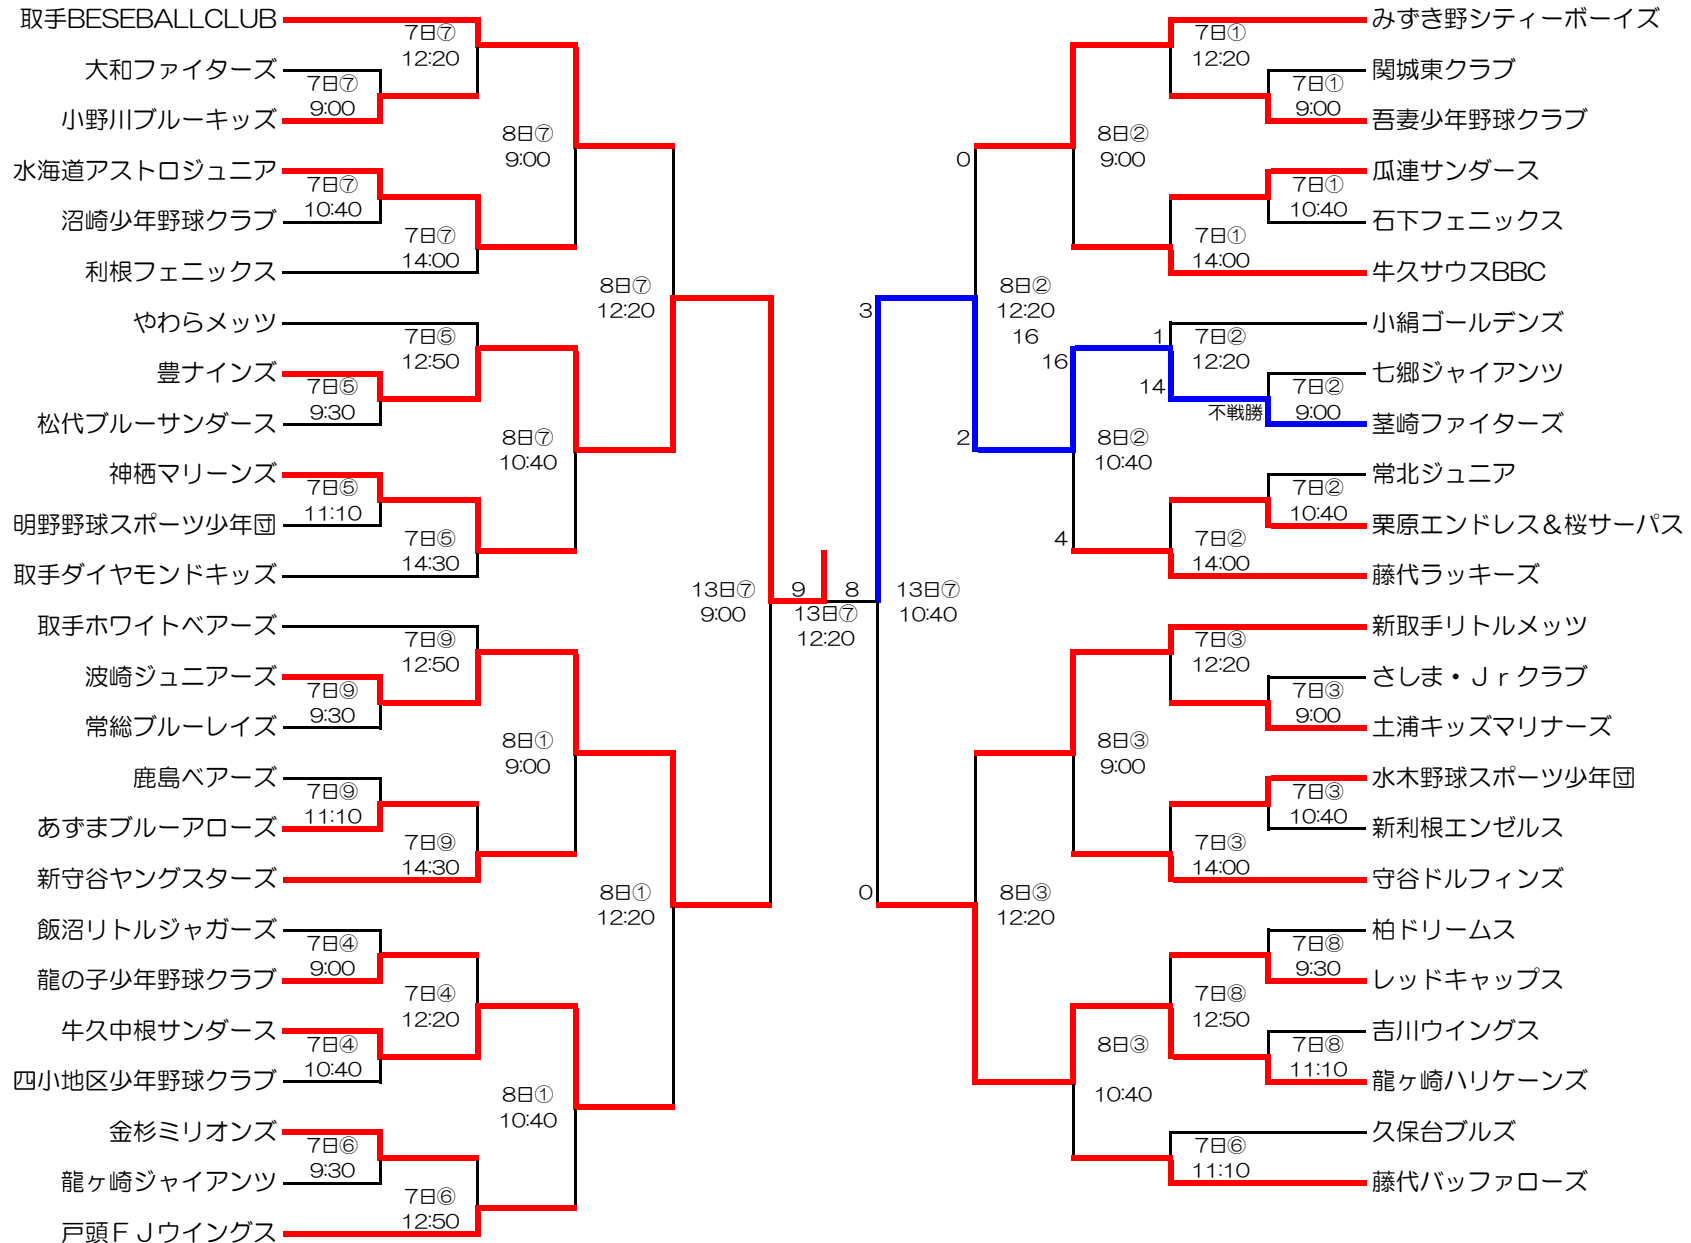 取手BESEBALLCLUB
7日⑦
12:20
大和ファイターズ
7日⑦
9:00
小野川ブルーキッズ
8日⑦
9:00
水海道アストロジュニア
7日⑦
10:40
沼崎少年野球クラブ
7日⑦
14:00
利根フェニックス
8日⑦
12:20
やわらメッツ
7日⑤
12:50
豊ナインズ
7日⑤
9:30
松代ブルーサンダース
8日⑦
10:40
神栖マリーンズ
7日⑤
11:10
明野野球スポーツ少年団
7日⑤
14:30
取手ダイヤモンドキッズ
13日⑦
9:00
取手ホワイトベアーズ
7日⑨
12:50
波崎ジュニアーズ
7日⑨
9:30
常総ブルーレイズ
8日①
9:00
鹿島ベアーズ
7日⑨
11:10
あずまブルーアローズ
7日⑨
14:30
新守谷ヤングスターズ
8日①
12:20
飯沼リトルジャガーズ
7日④
9:00
龍の子少年野球クラブ
7日④
12:20
牛久中根サンダース
7日④
10:40
四小地区少年野球クラブ
8日①
10:40
金杉ミリオンズ
7日⑥
9:30
龍ヶ崎ジャイアンツ
7日⑥
12:50
戸頭ＦＪウイングス
9
8
13日⑦
12:20
みずき野シティーボーイズ
7日①
12:20
関城東クラブ
7日①
9:00
吾妻少年野球クラブ
8日②
9:00
0
瓜連サンダース
7日①
10:40
石下フェニックス
7日①
14:00
牛久サウスBBC
8日②
12:20
3
16
小絹ゴールデンズ
1
7日②
12:20
16
七郷ジャイアンツ
14
7日②
9:00
不戦勝
茎崎ファイターズ
2
8日②
10:40
常北ジュニア
7日②
10:40
栗原エンドレス＆桜サーパス
4
7日②
14:00
藤代ラッキーズ
13日⑦
10:40
新取手リトルメッツ
7日③
12:20
さしま・Ｊｒクラブ
7日③
9:00
土浦キッズマリナーズ
8日③
9:00
水木野球スポーツ少年団
7日③
10:40
新利根エンゼルス
7日③
14:00
守谷ドルフィンズ
0
8日③
12:20
柏ドリームス
7日⑧
9:30
レッドキャップス
7日⑧
12:50
吉川ウイングス
7日⑧
11:10
龍ヶ崎ハリケーンズ
8日③
10:40
久保台ブルズ
7日⑥
11:10
藤代バッファローズ